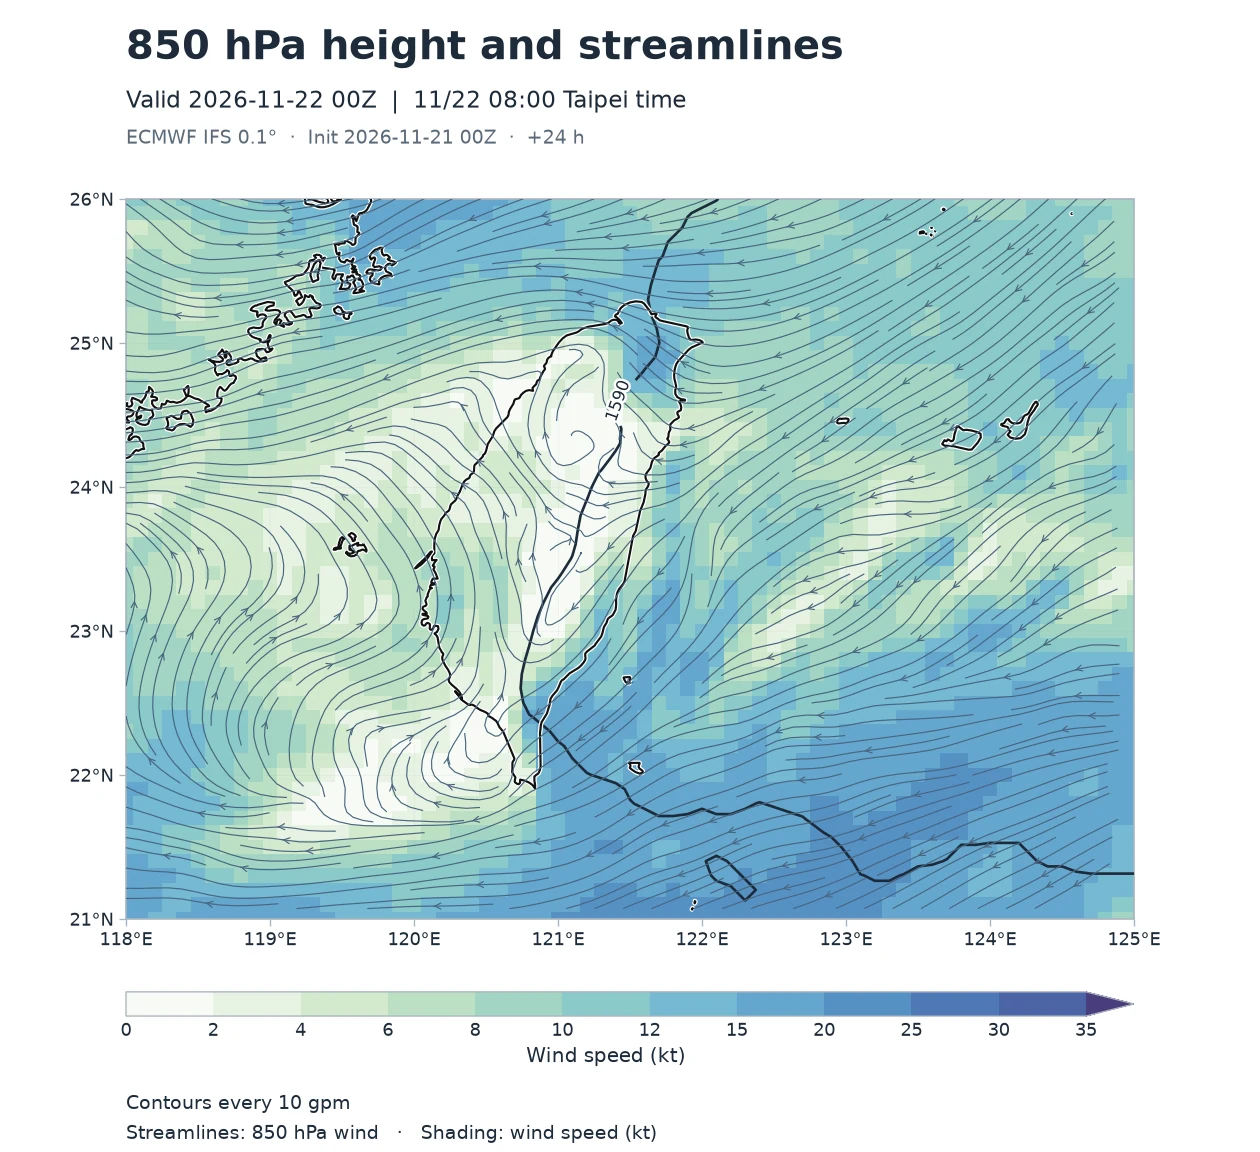 850 hPa height and streamlines
Valid 2026-11-22 00Z | 11/22 08:00 Taipei time
ECMWF IFS 0.1° · Init 2026-11-21 00Z · +24 h
26°N
25°N
24°N
23°N
22°N
21°N
1590
118°E 119°E 120°E 121°E 122°E 123°E 124°E 125°E
0 2 4 6 8 10 12 15 20 25 30 35
Wind speed (kt)
Contours every 10 gpm
Streamlines: 850 hPa wind · Shading: wind speed (kt)